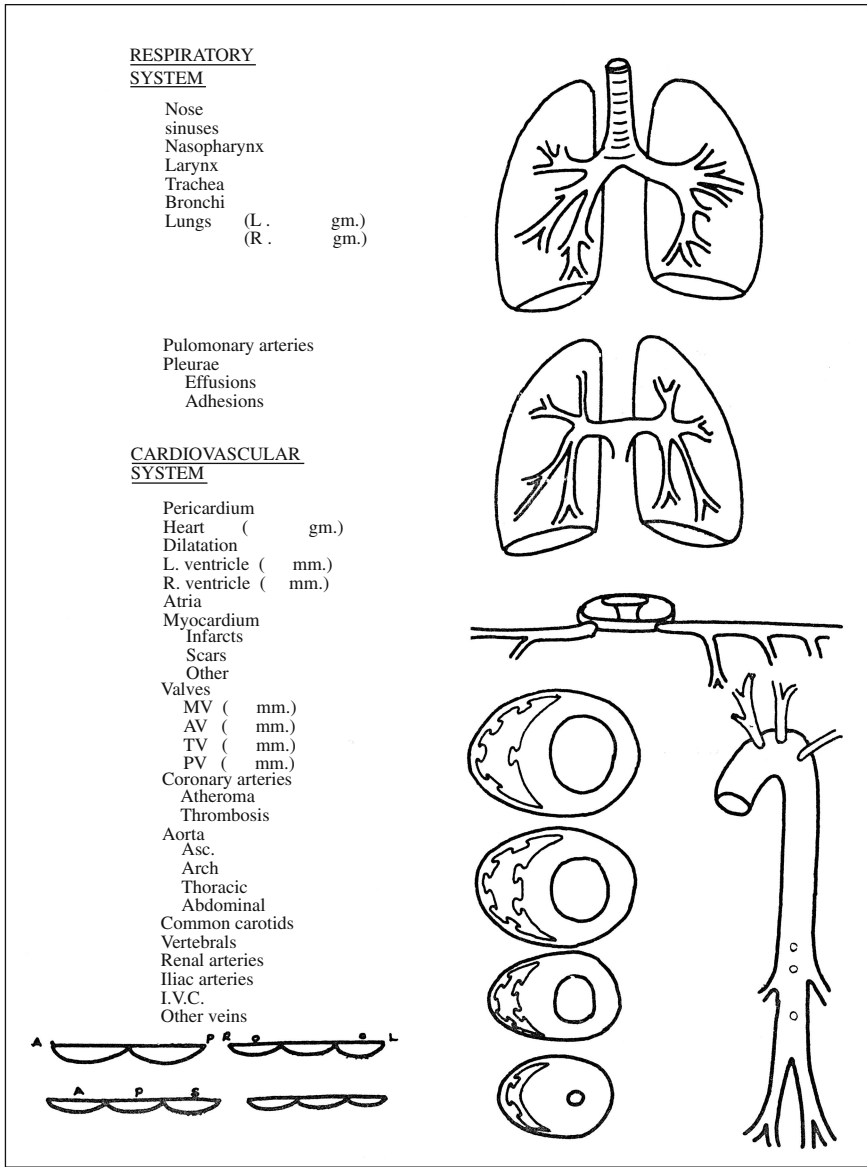 RESPIRATORY
SYSTEM
Nose
sinuses
Nasopharynx
Larynx
Trachea
Bronchi
Lungs (L . gm.)
(R . gm.)
Pulomonary arteries
Pleurae
Effusions
Adhesions
CARDIOVASCULAR
SYSTEM
Pericardium
Heart ( gm.)
Dilatation
L. ventricle ( mm.)
R. ventricle ( mm.)
Atria
Myocardium
Infarcts
Scars
Other
Valves
MV ( mm.)
AV ( mm.)
TV ( mm.)
PV ( mm.)
Coronary arteries
Atheroma
Thrombosis
Aorta
Asc.
Arch
Thoracic
Abdominal
Common carotids
Vertebrals
Renal arteries
Iliac arteries
I.V.C.
Other veins
A P R O O L
A P S